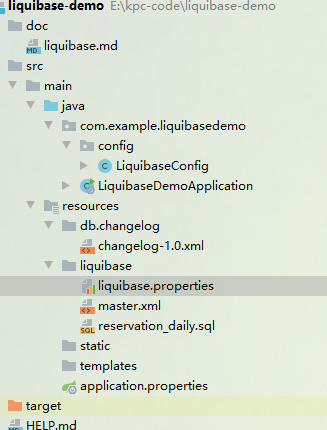 liquibase-demo E:\kpc-code\liquibase-demo
doc
liquibase.md
src
main
java
com.example.liquibasedemo
config
LiquibaseConfig
LiquibaseDemoApplication
resources
db.changelog
changelog-1.0.xml
liquibase
liquibase.properties
master.xml
reservation_daily.sql
static
templates
application.properties
target
HELP.md